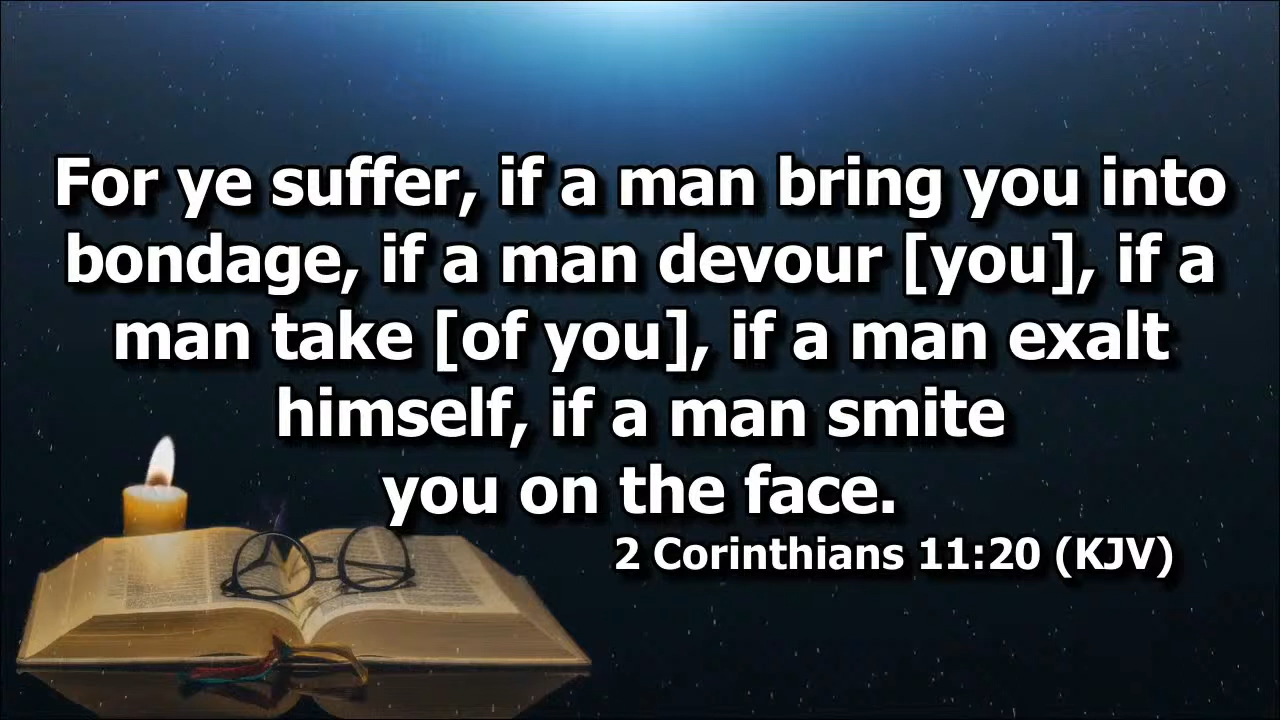 For ye suffer, if a man bring you into
bondage, if a man devour [you], if a
man take [of you], if a man exalt
himself, if a man smite
you on the face.
2 Corinthians 11:20 (KJV)